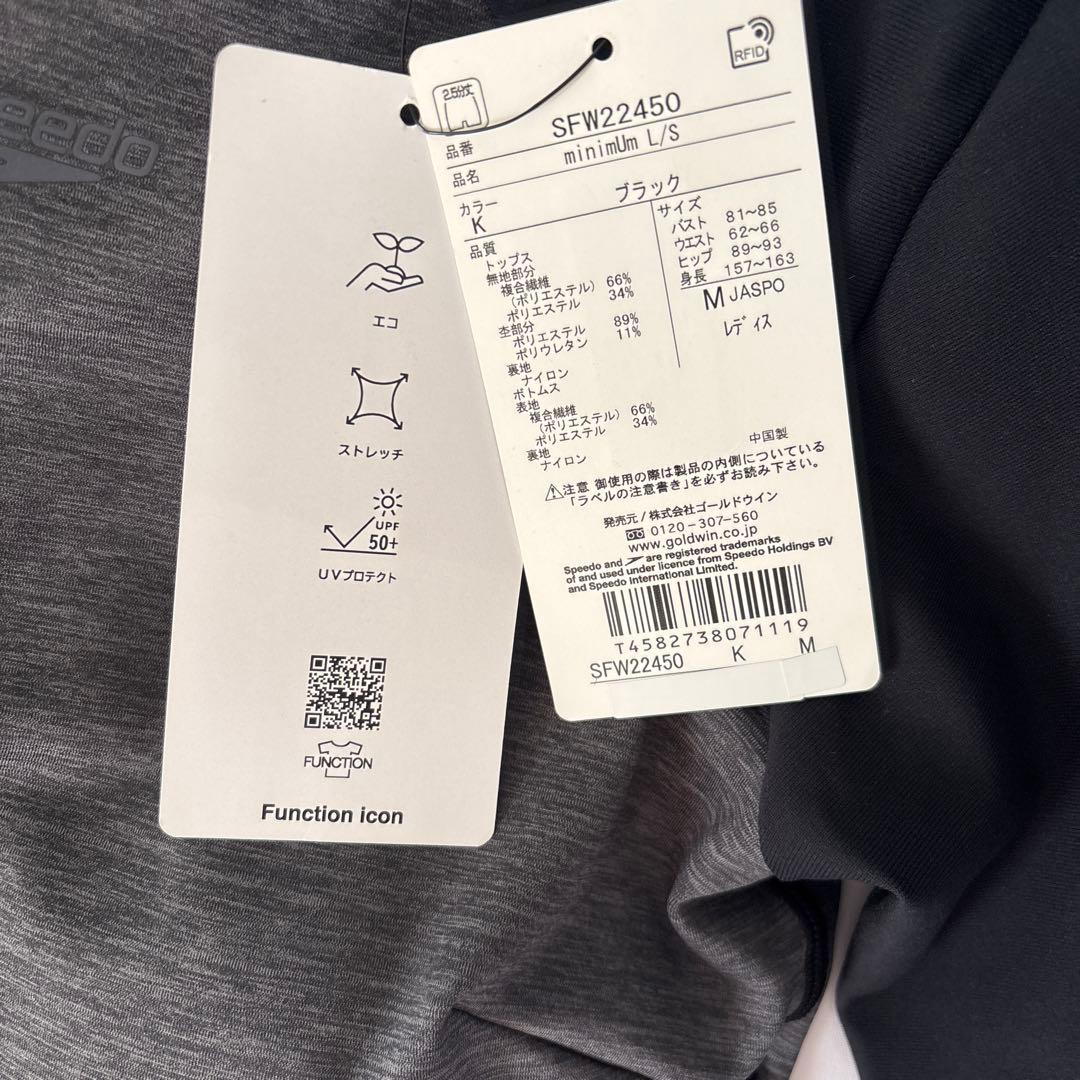 eedo
エコ
ストレッチ
UPF
50+
UVプロテクト
FUNCTION
Function icon
RFID
2.5分丈
品番 SFW22450
品名 minimUm L/S
カラー
K ブラック
品質
トップス
無地部分
複合繊維
(ポリエステル) 66%
ポリエステル 34%
杢部分
ポリエステル 89%
ポリウレタン 11%
裏地
ナイロン
ボトムス
表地
複合繊維
(ポリエステル) 66%
ポリエステル 34%
裏地
ナイロン
サイズ
バスト 81~85
ウエスト 62~66
ヒップ 89~93
身長 157~163
M JASPO
レディス
中国製
注意 御使用の際は製品の内側についている
「ラベルの注意書き」を必ずお読み下さい。
発売元/株式会社ゴールドウイン
0120-307-560
www.goldwin.co.jp
Speedo and are registered trademarks
of and used under licence from Speedo Holdings BV
and Speedo International Limited.
T4582738071119
SFW22450 K M